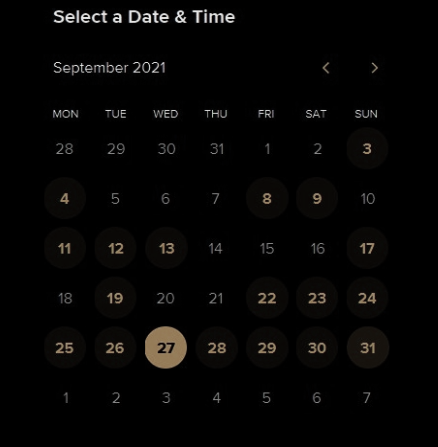 Select a Date & Time
September 2021
MON TUE WED THU FRI SAT SUN
28 29 30 31 1 2 3
4 5 6 7 8 9 10
11 12 13 14 15 16 17
18 19 20 21 22 23 24
25 26 27 28 29 30 31
1 2 3 4 5 6 7